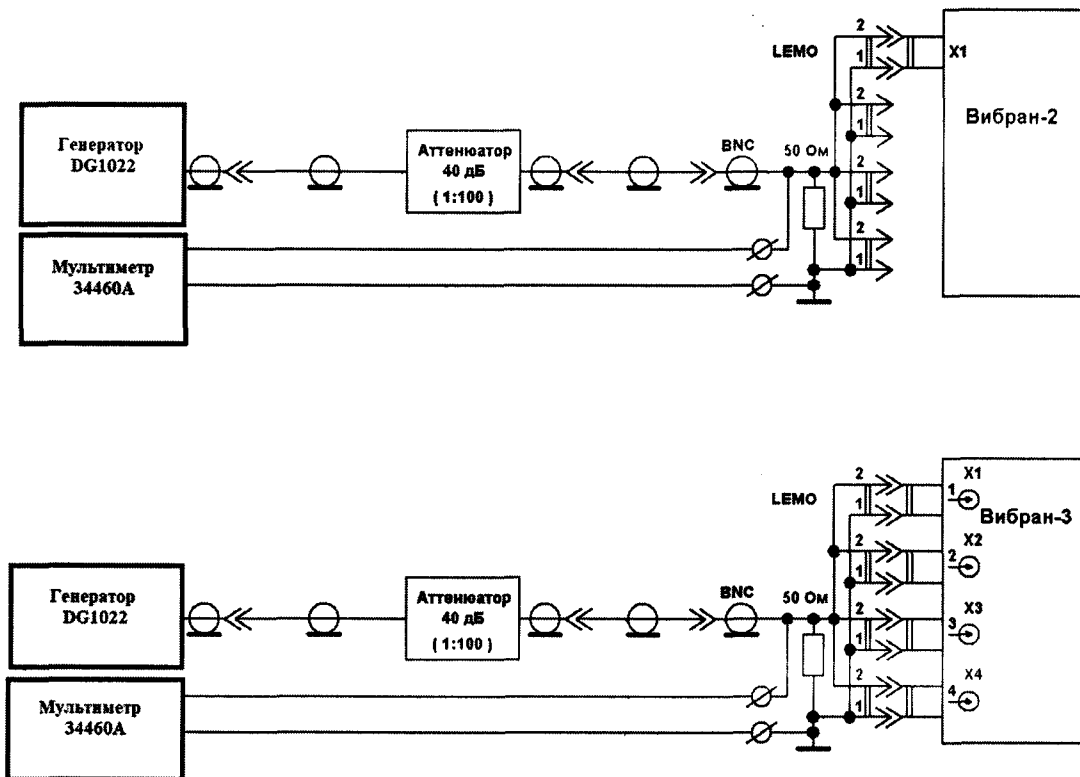 LEMO
2
1
X1
Вибран-2
2
1
2
1
2
1
Генератор
DG1022
Аттенюатор
40 дБ
( 1:100 )
BNC
50 Ом
Мультиметр
34460А
LEMO
2
1
X1
1
Вибран-3
2
1
X2
2
2
1
X3
3
2
1
X4
4
Генератор
DG1022
Аттенюатор
40 дБ
( 1:100 )
BNC
50 Ом
Мультиметр
34460А